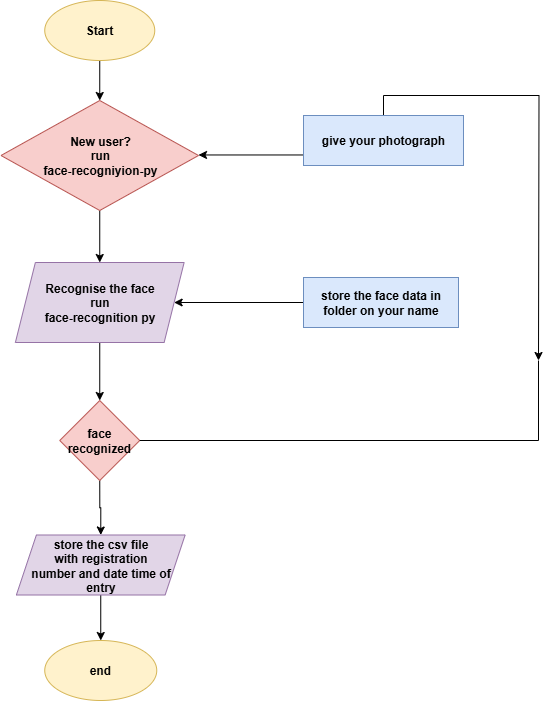 Start
New user?
run
face-recogniyion-py
give your photograph
Recognise the face
run
face-recognition py
store the face data in
folder on your name
face
recognized
store the csv file
with registration
number and date time of
entry
end